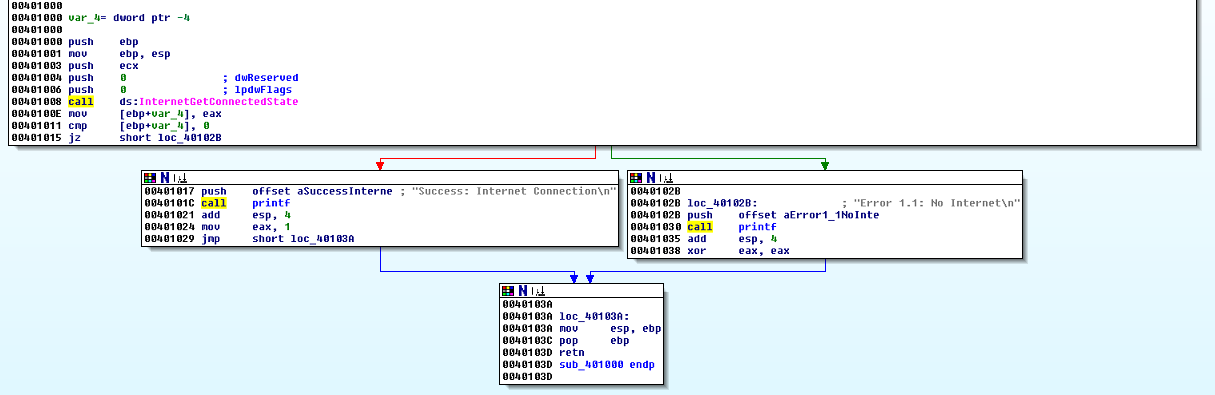 00401000
00401000 var_4= dword ptr -4
00401000
00401000 push    ebp
00401001 mov     ebp, esp
00401003 push    ecx
00401004 push    0               ; dwReserved
00401006 push    0               ; lpdwFlags
00401008 call    ds:InternetGetConnectedState
0040100E mov     [ebp+var_4], eax
00401011 cmp     [ebp+var_4], 0
00401015 jz      short loc_40102B
00401017 push    offset aSuccessInterne ; "Success: Internet Connection\n"
0040101C call    printf
00401021 add     esp, 4
00401024 mov     eax, 1
00401029 jmp     short loc_40103A
0040102B
0040102B loc_40102B:             ; "Error 1.1: No Internet\n"
0040102B push    offset aError1_1NoInte
00401030 call    printf
00401035 add     esp, 4
00401038 xor     eax, eax
0040103A
0040103A loc_40103A:
0040103A mov     esp, ebp
0040103C pop     ebp
0040103D retn
0040103D sub_401000 endp
0040103D